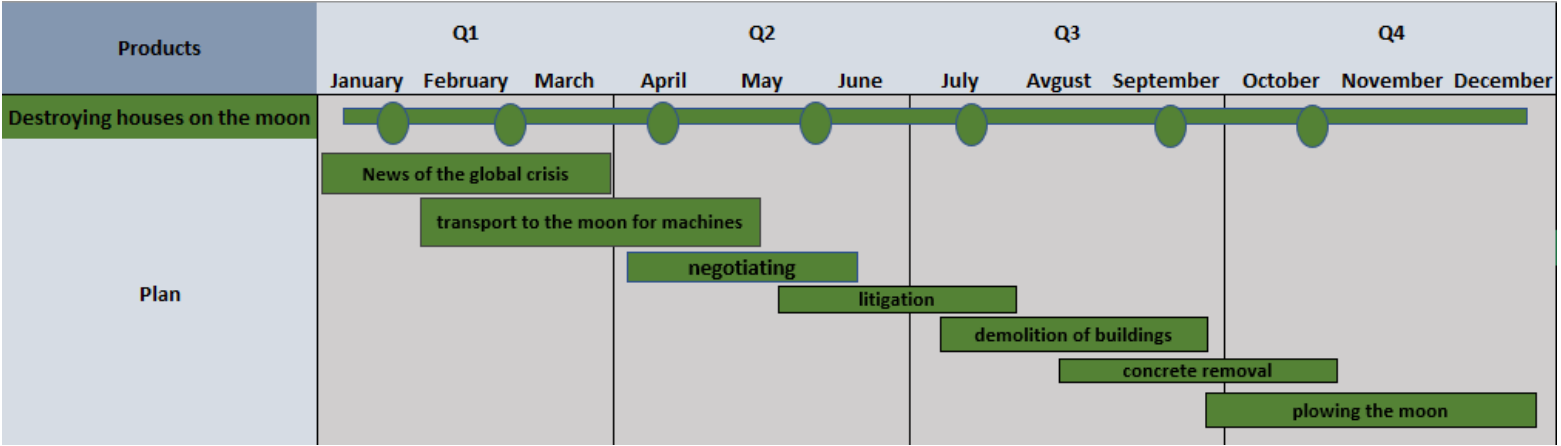 Products
Q1 Q2 Q3 Q4
January February March April May June July Avgust September October November December
Destroying houses on the moon
Plan
News of the global crisis
transport to the moon for machines
negotiating
litigation
demolition of buildings
concrete removal
plowing the moon